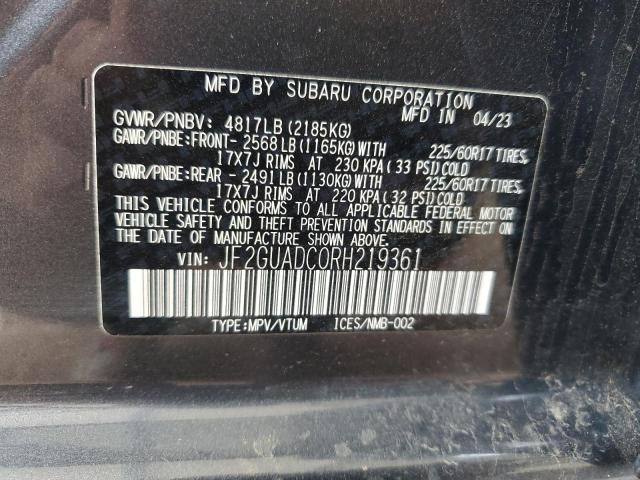 MFD BY SUBARU CORPORATION
GVWR/PNBV: 4817LB (2185KG) MFD IN 04/23
GAWR/PNBE:FRONT- 2568LB (1165KG) WITH 225/60R17 TIRES,
17X7J RIMS AT 230 KPA (33 PSI) COLD
GAWR/PNBE:REAR - 2491LB (1130KG) WITH 225/60R17 TIRES,
17X7J RIMS AT 220 KPA (32 PSI) COLD
THIS VEHICLE CONFORMS TO ALL APPLICABLE FEDERAL MOTOR
VEHICLE SAFETY AND THEFT PREVENTION STANDARDS IN EFFECT
ON THE DATE OF MANUFACTURE SHOWN ABOVE.
VIN: JF2GUADC0RH219361
TYPE:MPV/VTUM ICES/NMB-002